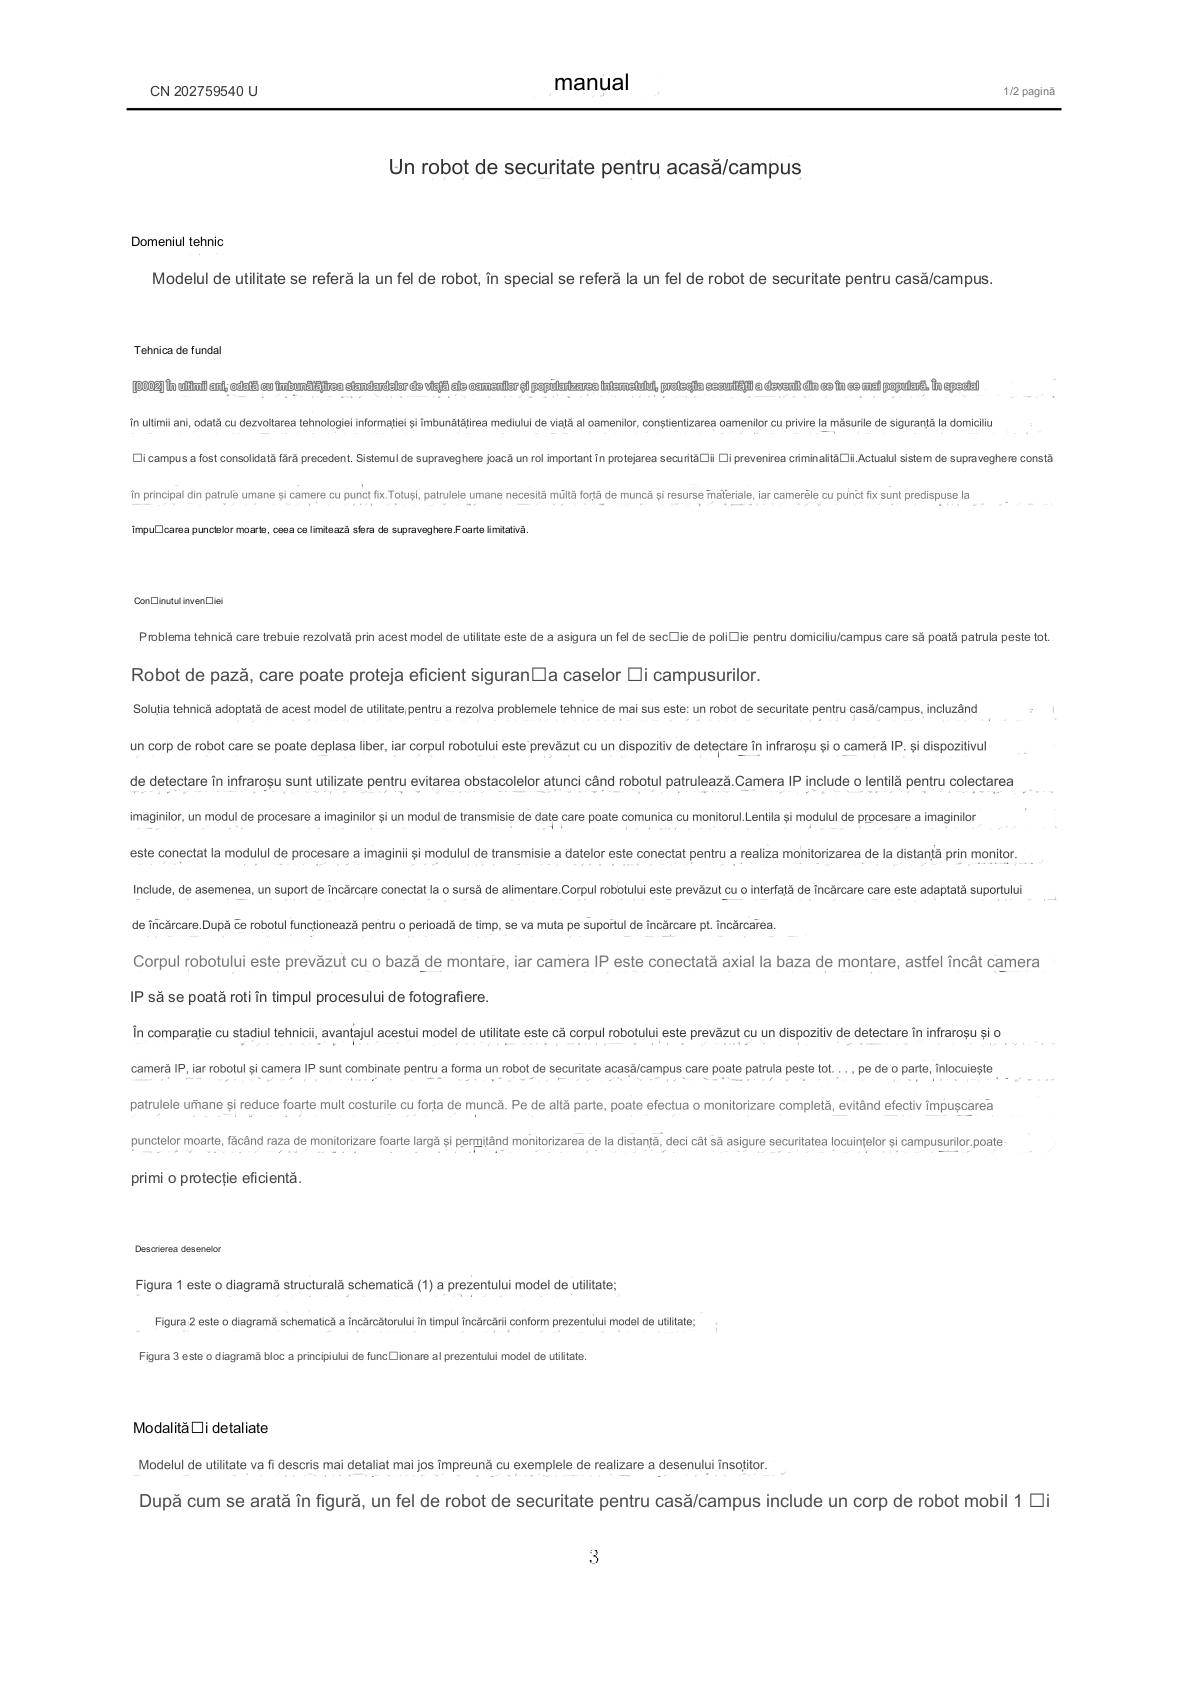 CN 202759540 U
manual
1/2 pagină
Un robot de securitate pentru acasă/campus
Domeniul tehnic
Modelul de utilitate se referă la un fel de robot, în special se referă la un fel de robot de securitate pentru casă/campus.
Tehnica de fundal
[0002] În ultimii ani, odată cu îmbunătățirea standardelor de viață ale oamenilor și popularizarea internetului, protecția securității a devenit din ce în ce mai populară. În special
în ultimii ani, odată cu dezvoltarea tehnologiei informației și îmbunătățirea mediului de viață al oamenilor, conștientizarea oamenilor cu privire la măsurile de siguranță la domiciliu
□i campus a fost consolidată fără precedent. Sistemul de supraveghere joacă un rol important în protejarea securită□ii □i prevenirea criminalită□ii.Actualul sistem de supraveghere constă
în principal din patrule umane și camere cu punct fix.Totuși, patrulele umane necesită multă forță de muncă și resurse materiale, iar camerele cu punct fix sunt predispuse la
împu□carea punctelor moarte, ceea ce limitează sfera de supraveghere.Foarte limitativă.
Con□inutul inven□iei
Problema tehnică care trebuie rezolvată prin acest model de utilitate este de a asigura un fel de sec□ie de poli□ie pentru domiciliu/campus care să poată patrula peste tot.
Robot de pază, care poate proteja eficient siguran□a caselor □i campusurilor.
Soluția tehnică adoptată de acest model de utilitate pentru a rezolva problemele tehnice de mai sus este: un robot de securitate pentru casă/campus, incluzând
un corp de robot care se poate deplasa liber, iar corpul robotului este prevăzut cu un dispozitiv de detectare în infraroșu și o cameră IP. și dispozitivul
de detectare în infraroșu sunt utilizate pentru evitarea obstacolelor atunci când robotul patrulează.Camera IP include o lentilă pentru colectarea
imaginilor, un modul de procesare a imaginilor și un modul de transmisie de date care poate comunica cu monitorul.Lentila și modulul de procesare a imaginilor
este conectat la modulul de procesare a imaginii și modulul de transmisie a datelor este conectat pentru a realiza monitorizarea de la distanță prin monitor.
Include, de asemenea, un suport de încărcare conectat la o sursă de alimentare.Corpul robotului este prevăzut cu o interfață de încărcare care este adaptată suportului
de încărcare.După ce robotul funcționează pentru o perioadă de timp, se va muta pe suportul de încărcare pt. încărcarea.
Corpul robotului este prevăzut cu o bază de montare, iar camera IP este conectată axial la baza de montare, astfel încât camera
IP să se poată roti în timpul procesului de fotografiere.
În comparație cu stadiul tehnicii, avantajul acestui model de utilitate este că corpul robotului este prevăzut cu un dispozitiv de detectare în infraroșu și o
cameră IP, iar robotul și camera IP sunt combinate pentru a forma un robot de securitate acasă/campus care poate patrula peste tot. . . , pe de o parte, înlocuiește
patrulele umane și reduce foarte mult costurile cu forța de muncă. Pe de altă parte, poate efectua o monitorizare completă, evitând efectiv împușcarea
punctelor moarte, făcând raza de monitorizare foarte largă și permițând monitorizarea de la distanță, deci cât să asigure securitatea locuințelor și campusurilor.poate
primi o protecție eficientă.
Descrierea desenelor
Figura 1 este o diagramă structurală schematică (1) a prezentului model de utilitate;
Figura 2 este o diagramă schematică a încărcătorului în timpul încărcării conform prezentului model de utilitate;
Figura 3 este o diagramă bloc a principiului de func□ionare al prezentului model de utilitate.
Modalită□i detaliate
Modelul de utilitate va fi descris mai detaliat mai jos împreună cu exemplele de realizare a desenului însoțitor.
După cum se arată în figură, un fel de robot de securitate pentru casă/campus include un corp de robot mobil 1 □i
3